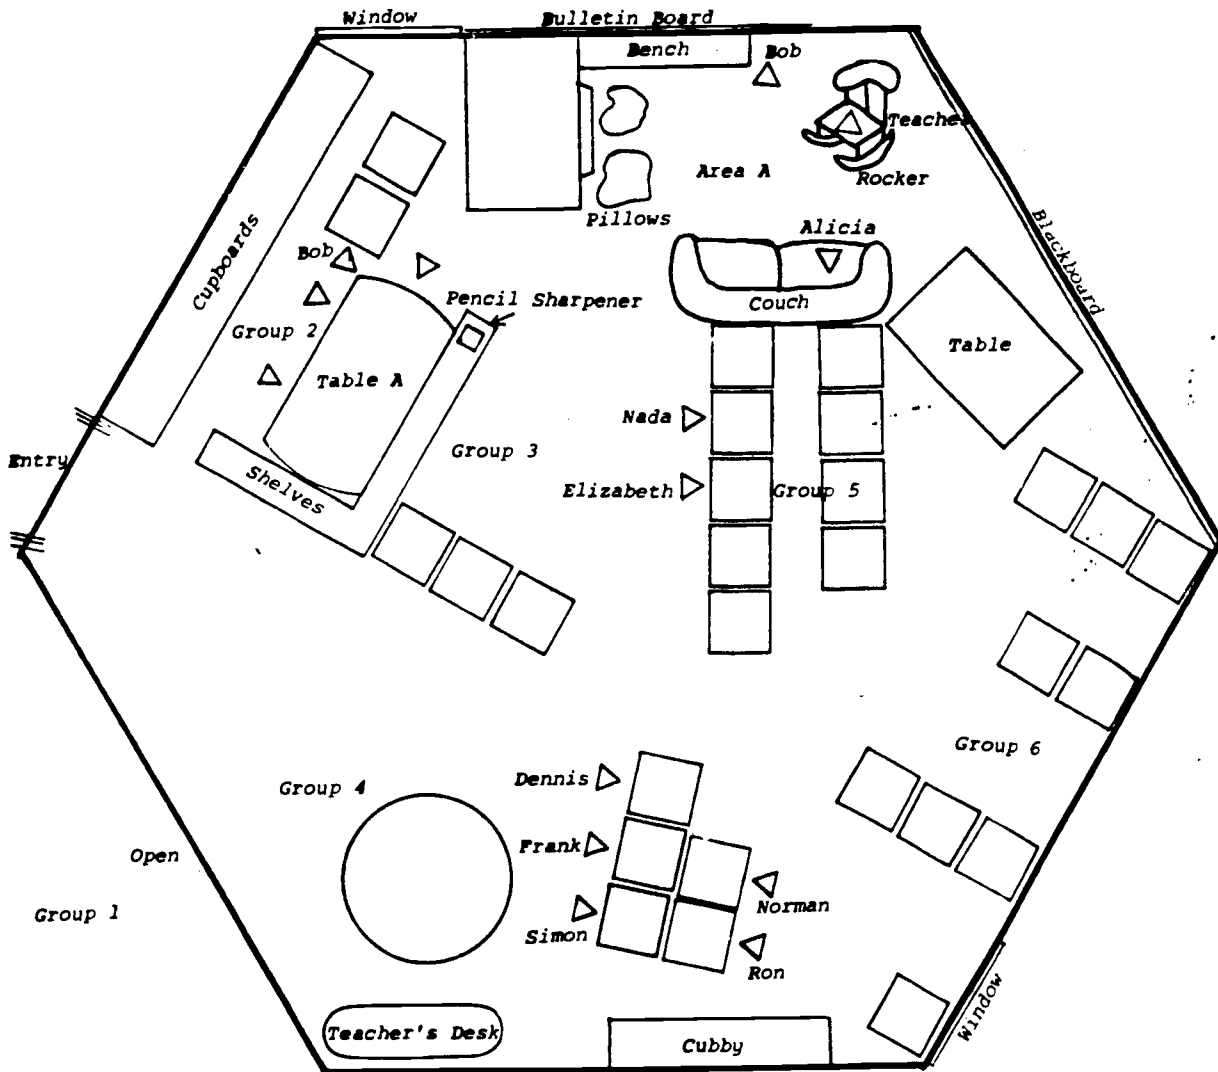 Window
Bulletin Board
Bench
Bob
Teacher
Rocker
Area A
Pillows
Alicia
Blackboard
Cupboards
Bob
Couch
Pencil Sharpener
Group 2
Table
Table A
Nada
Entry
Group 3
Shelves
Elizabeth
Group 5
Group 6
Dennis
Group 4
Frank
Open
Norman
Group 1
Simon
Ron
Window
Teacher's Desk
Cubby